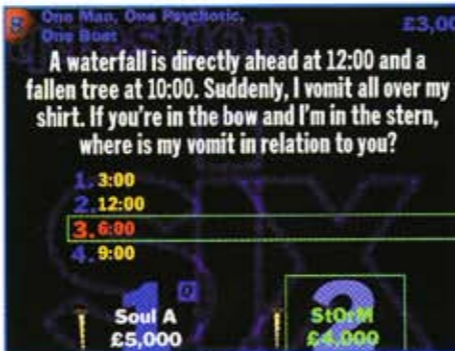 One Man, One Psychotic,
One Boat
£3,00
A waterfall is directly ahead at 12:00 and a
fallen tree at 10:00. Suddenly, I vomit all over my
shirt. If you're in the bow and I'm in the stern,
where is my vomit in relation to you?
1. 3:00
2. 12:00
3. 6:00
4. 9:00
1
2
Soul A
StOrM
£5,000
£4,000